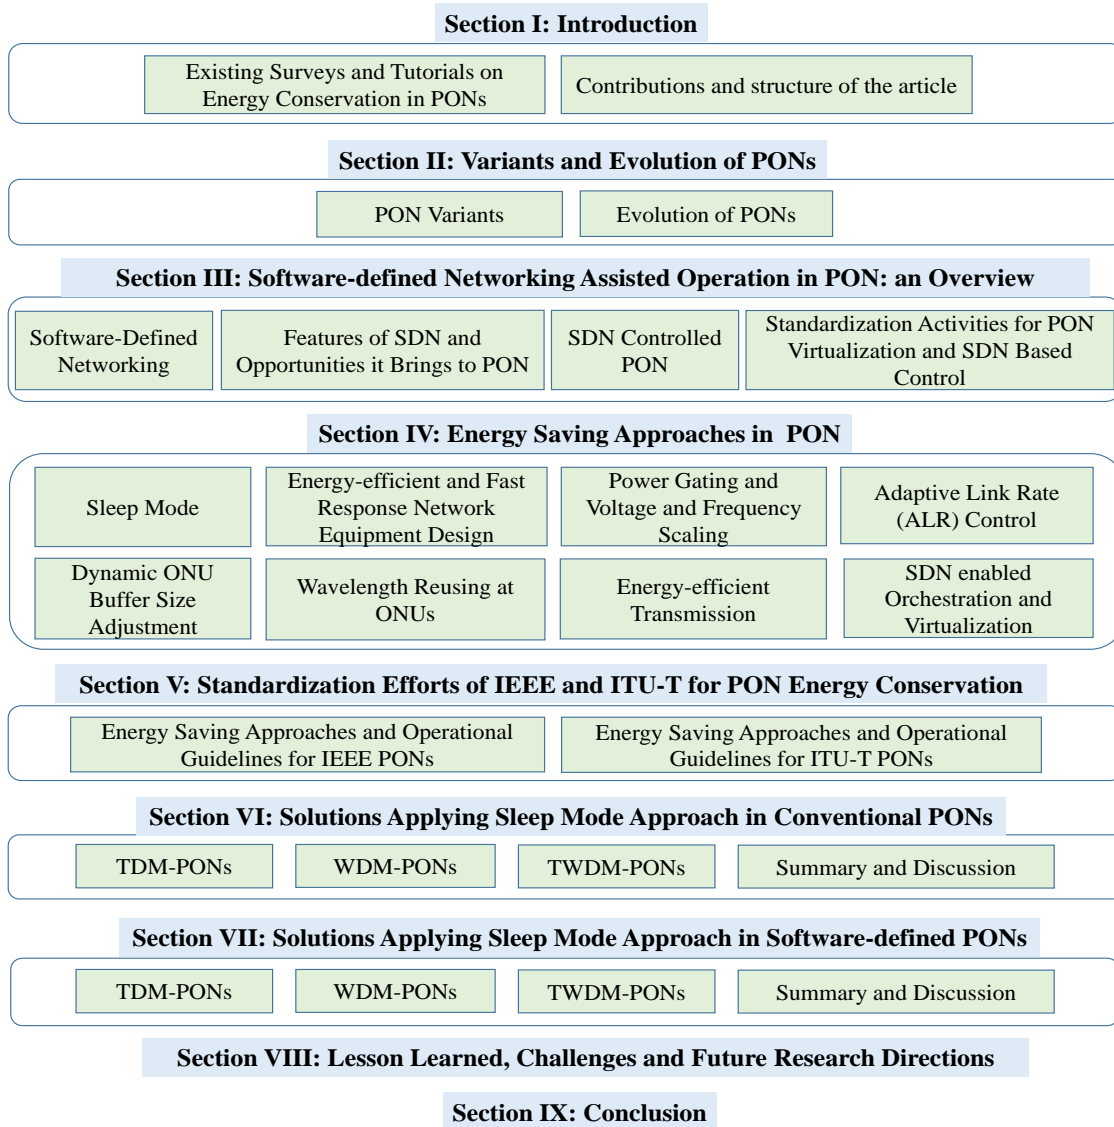 Section I: Introduction
Existing Surveys and Tutorials on
Energy Conservation in PONs
Contributions and structure of the article
Section II: Variants and Evolution of PONs
PON Variants
Evolution of PONs
Section III: Software-defined Networking Assisted Operation in PON: an Overview
Software-Defined
Networking
Features of SDN and
Opportunities it Brings to PON
SDN Controlled
PON
Standardization Activities for PON
Virtualization and SDN Based
Control
Section IV: Energy Saving Approaches in PON
Sleep Mode
Energy-efficient and Fast
Response Network
Equipment Design
Power Gating and
Voltage and Frequency
Scaling
Adaptive Link Rate
(ALR) Control
Dynamic ONU
Buffer Size
Adjustment
Wavelength Reusing at
ONUs
Energy-efficient
Transmission
SDN enabled
Orchestration and
Virtualization
Section V: Standardization Efforts of IEEE and ITU-T for PON Energy Conservation
Energy Saving Approaches and Operational
Guidelines for IEEE PONs
Energy Saving Approaches and Operational
Guidelines for ITU-T PONs
Section VI: Solutions Applying Sleep Mode Approach in Conventional PONs
TDM-PONs
WDM-PONs
TWDM-PONs
Summary and Discussion
Section VII: Solutions Applying Sleep Mode Approach in Software-defined PONs
TDM-PONs
WDM-PONs
TWDM-PONs
Summary and Discussion
Section VIII: Lesson Learned, Challenges and Future Research Directions
Section IX: Conclusion